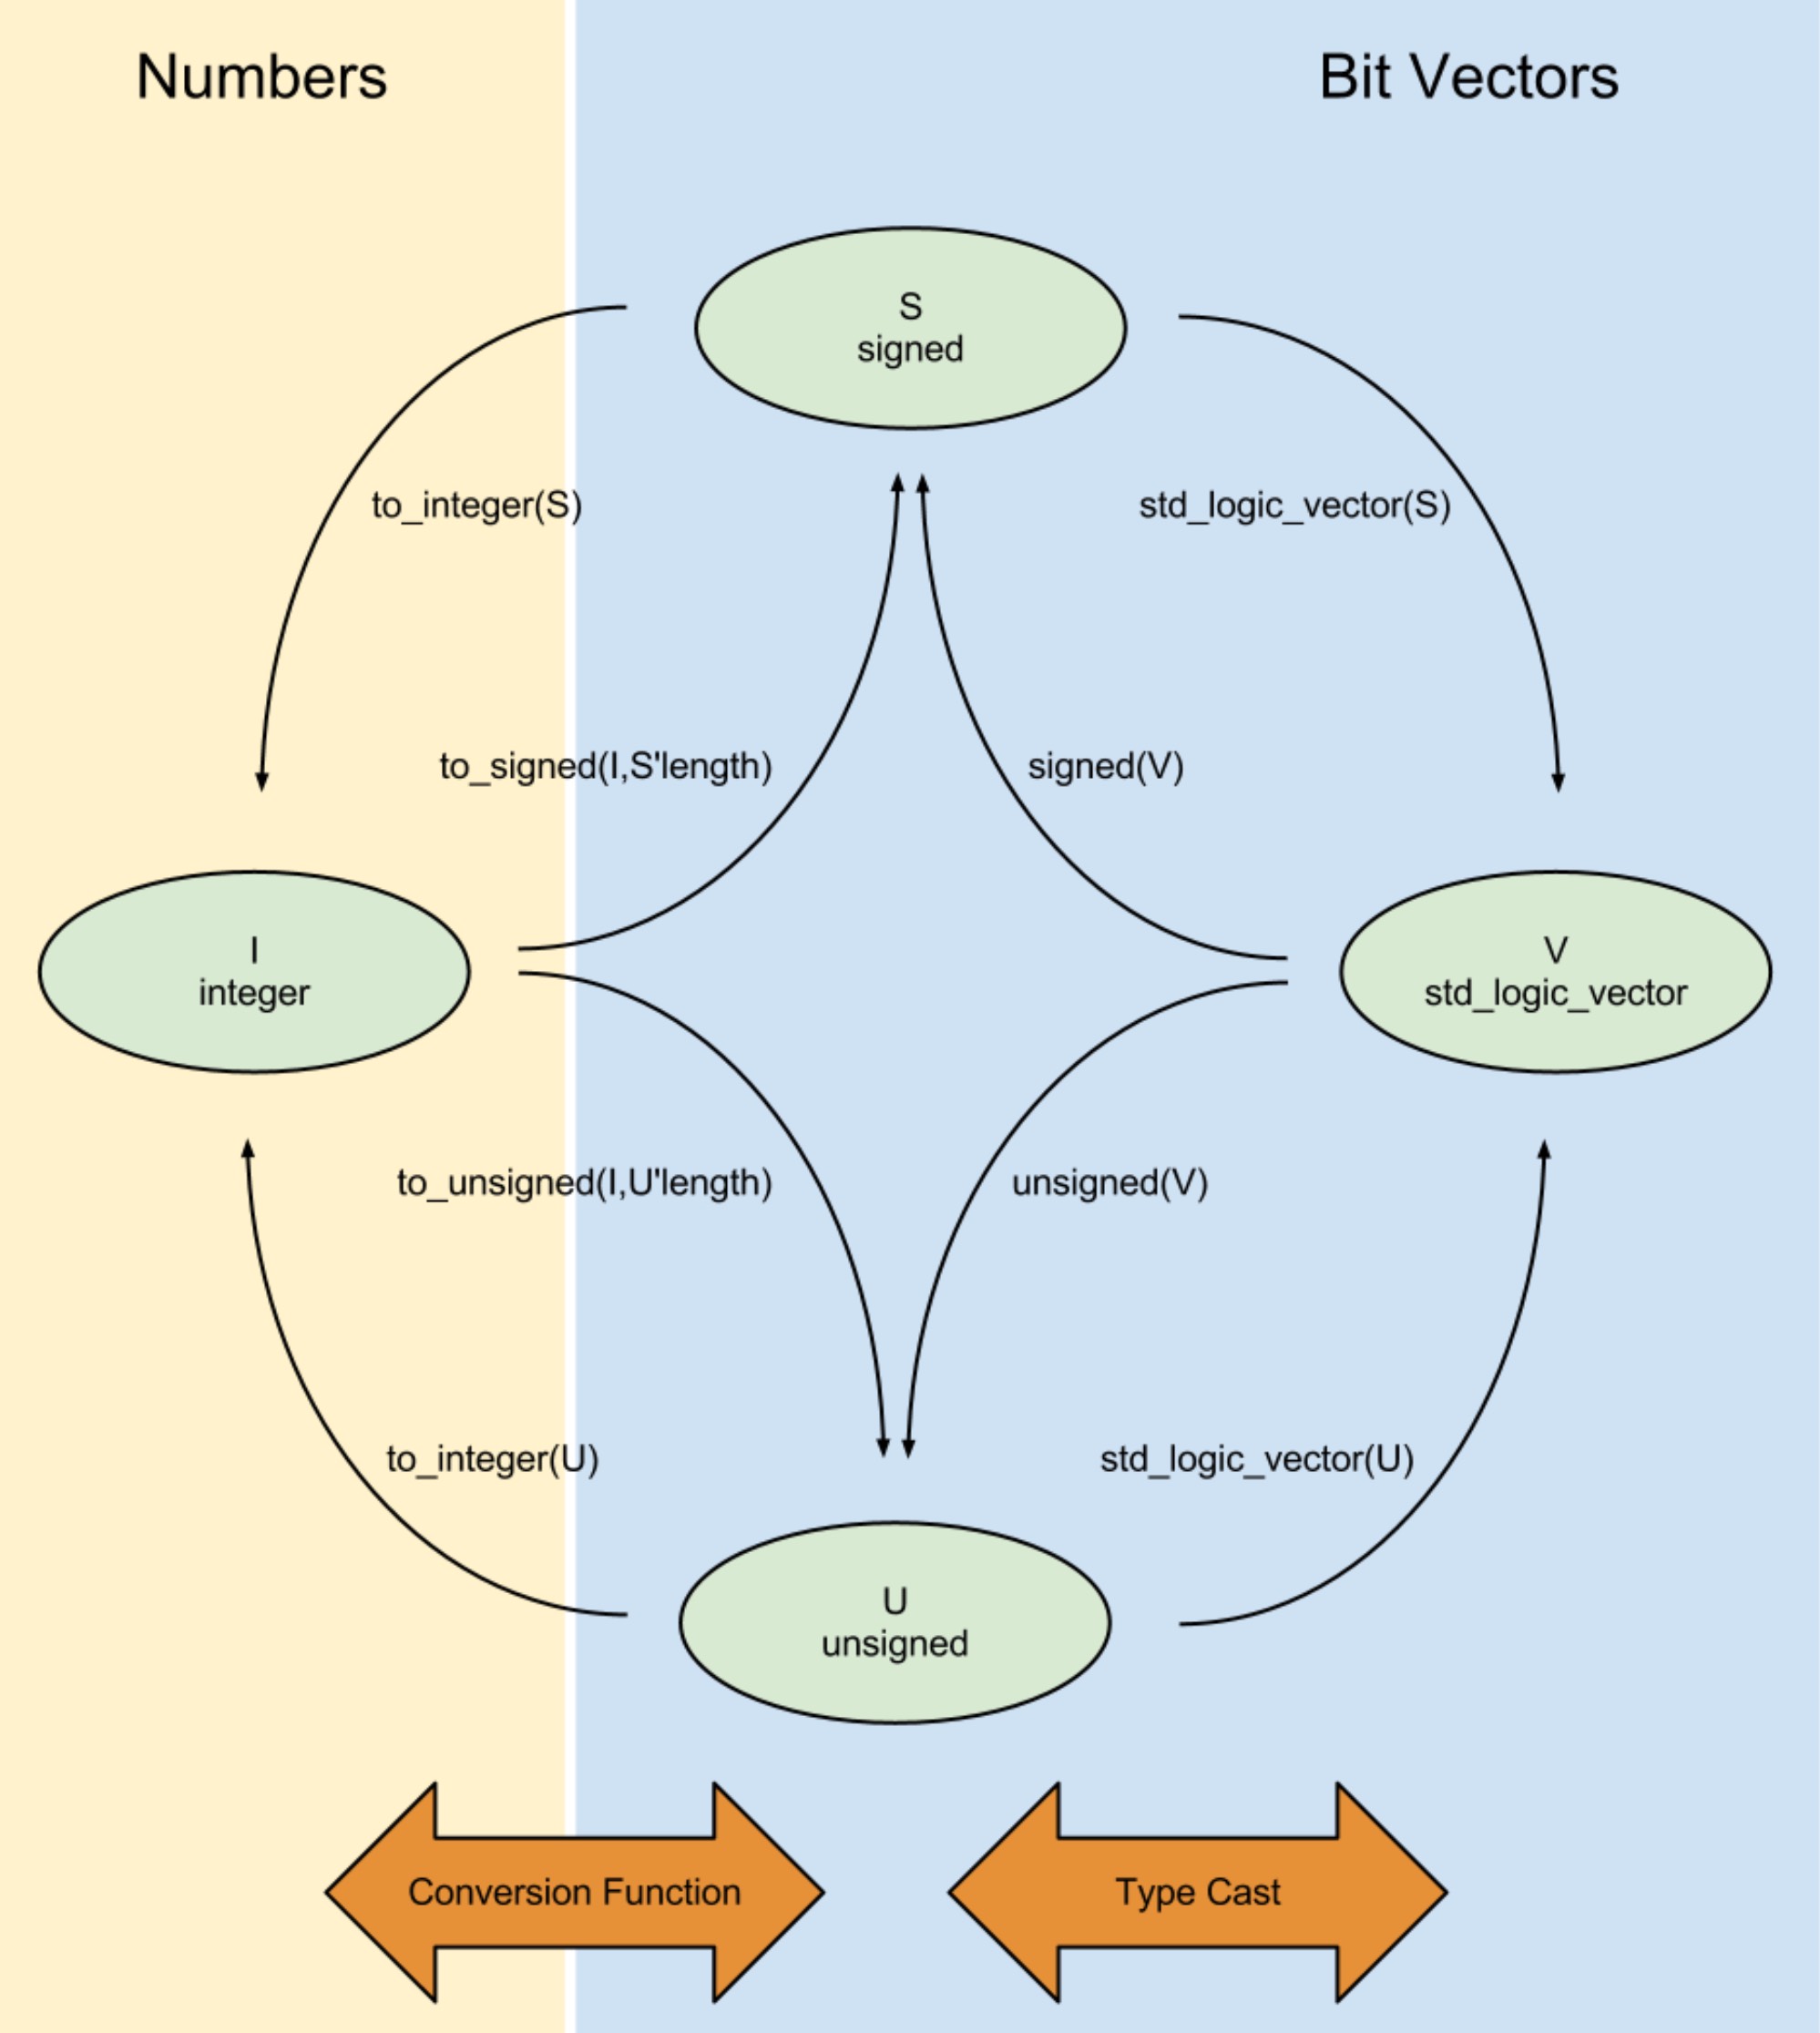 Numbers
Bit Vectors
S
signed
to_integer(S)
std_logic_vector(S)
to_signed(I,S'length)
signed(V)
I
integer
V
std_logic_vector
to_unsigned(I,U'length)
unsigned(V)
to_integer(U)
std_logic_vector(U)
U
unsigned
Conversion Function
Type Cast